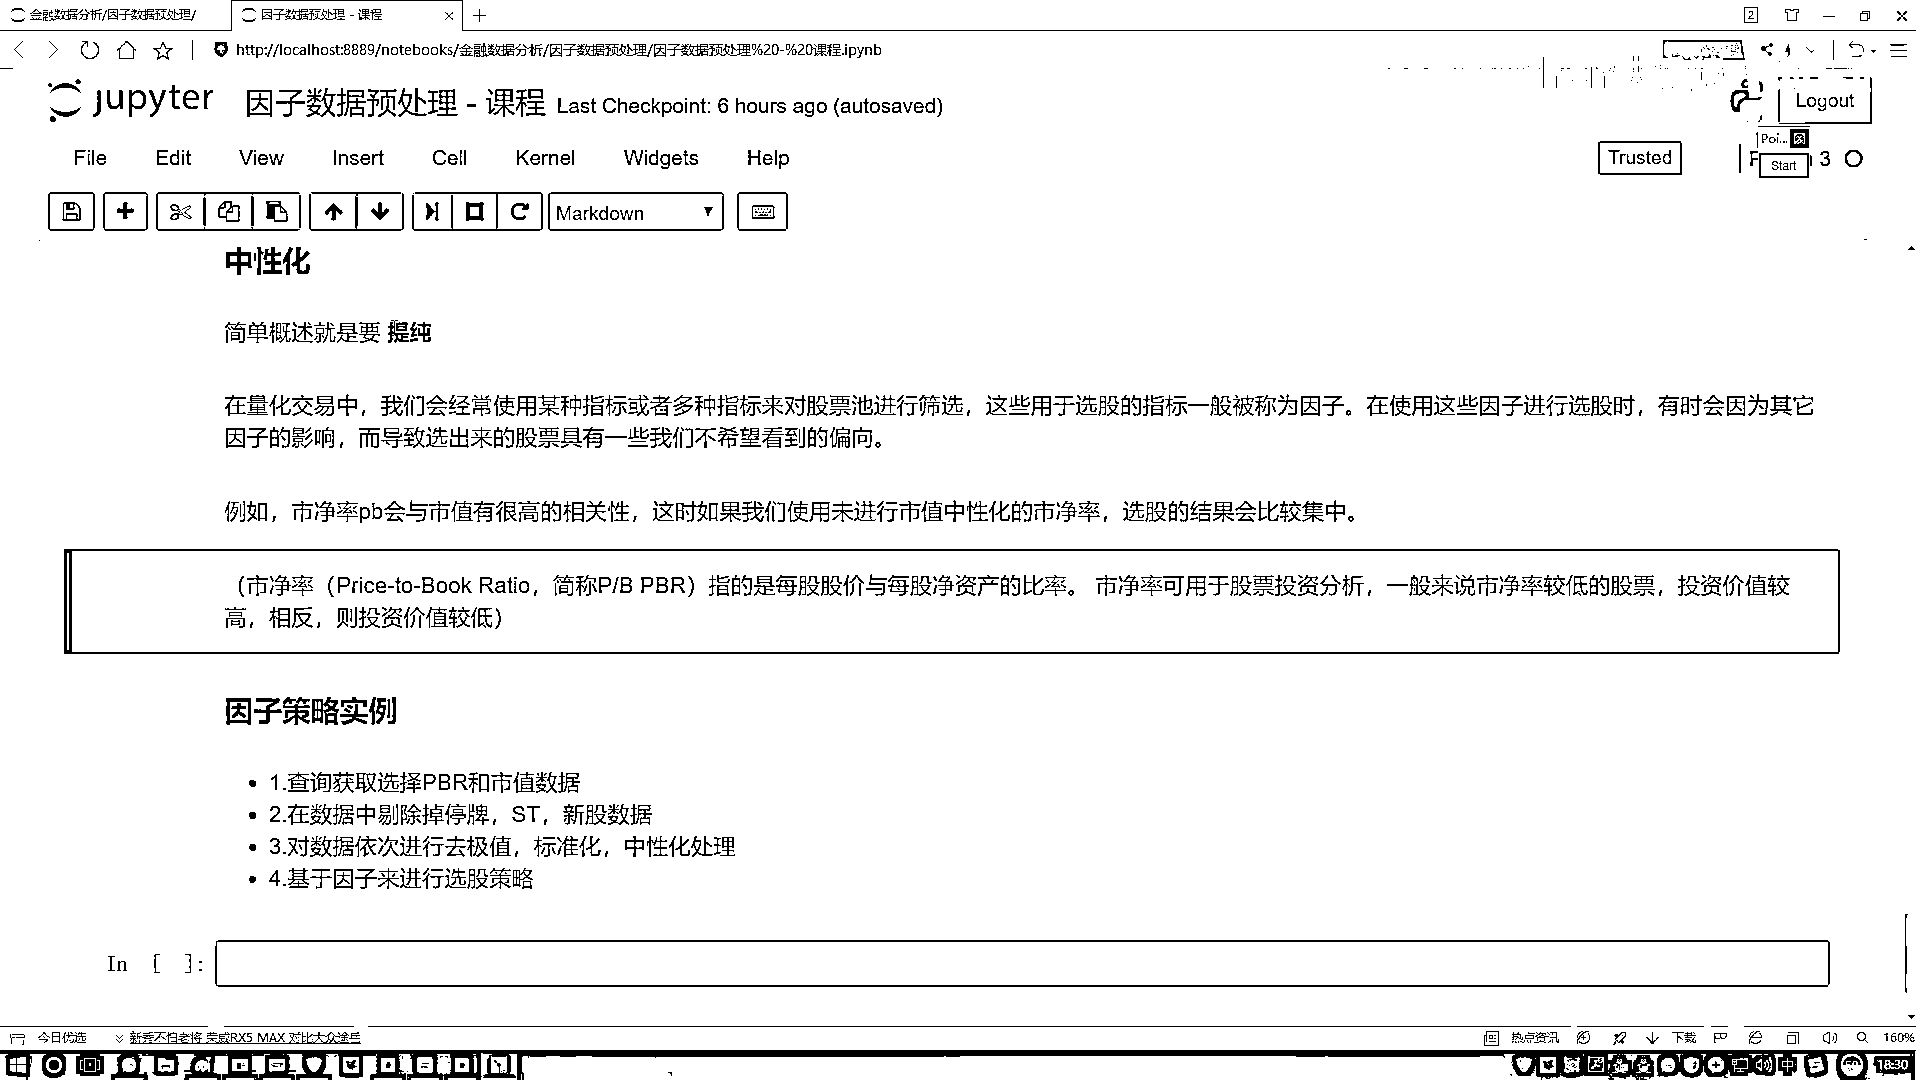 金融数据分析/因子数据预处理/
因子数据预处理 - 课程
2
http://localhost:8889/notebooks/金融数据分析/因子数据预处理/因子数据预处理%20-%20课程.ipynb
jupyter 因子数据预处理 - 课程 Last Checkpoint: 6 hours ago (autosaved)
Logout
File Edit View Insert Cell Kernel Widgets Help
Trusted
Poi...
Start
3
Markdown
中性化
简单概述就是要 提纯
在量化交易中，我们会经常使用某种指标或者多种指标来对股票池进行筛选，这些用于选股的指标一般被称为因子。在使用这些因子进行选股时，有时会因为其它
因子的影响，而导致选出来的股票具有一些我们不希望看到的偏向。
例如，市净率pb会与市值有很高的相关性，这时如果我们使用未进行市值中性化的市净率，选股的结果会比较集中。
（市净率（Price-to-Book Ratio，简称P/B PBR）指的是每股股价与每股净资产的比率。 市净率可用于股票投资分析，一般来说市净率较低的股票，投资价值较
高，相反，则投资价值较低）
因子策略实例
1.查询获取选择PBR和市值数据
2.在数据中剔除掉停牌，ST，新股数据
3.对数据依次进行去极值，标准化，中性化处理
4.基于因子来进行选股策略
In [ ]:
今日优选
新秀不怕老将 荣威RX5 MAX 对比大众途岳
热点资讯
下载
160%
中
18:30